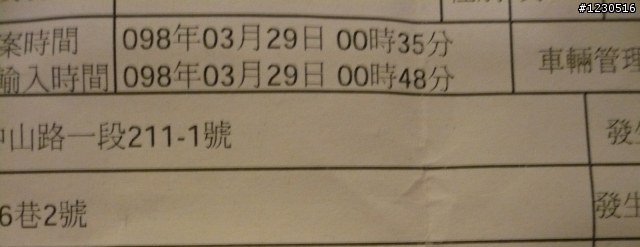 #1230516
案時間 098年03月29日 00時35分
輸入時間 098年03月29日 00時48分 車輛管理
中山路一段211-1號 發生
6巷2號 發生